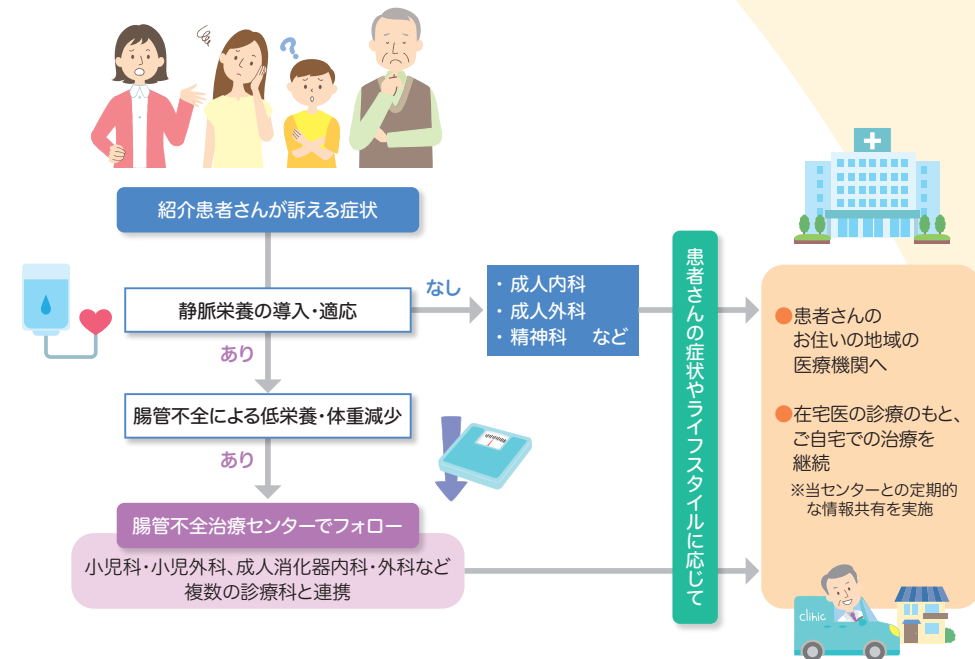 紹介患者さんが訴える症状
静脈栄養の導入・適応
なし
・成人内科
・成人外科
・精神科　など
あり
腸管不全による低栄養・体重減少
あり
腸管不全治療センターでフォロー
小児科・小児外科、成人消化器内科・外科など
複数の診療科と連携
患者さんの症状やライフスタイルに応じて
●患者さんの
お住いの地域の
医療機関へ
●在宅医の診療のもと、
ご自宅での治療を
継続
※当センターとの定期的
な情報共有を実施
clinic